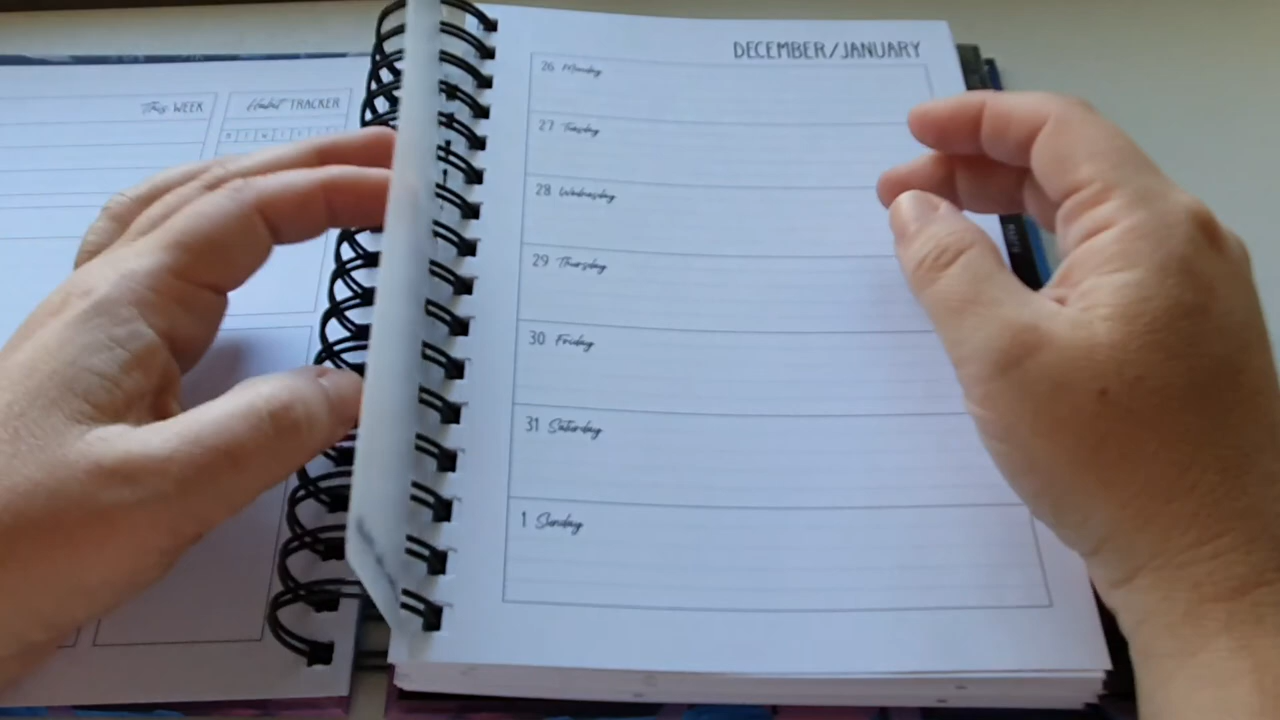 This WEEK
Habit TRACKER
M T W T F S S
DECEMBER/JANUARY
26 Monday
27 Tuesday
28 Wednesday
29 Thursday
30 Friday
31 Saturday
1 Sunday